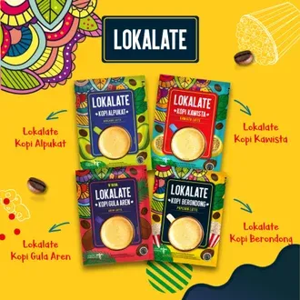 LOKALATE
LOKALATE
KOPI ALPUKAT
LOKALATE
KOPI KAWISTA
Lokalate
Kopi Alpukat
Lokalate
Kopi Kawista
LOKALATE
KOPI GULA AREN
LOKALATE
KOPI BERONDONG
Lokalate
Kopi Gula Aren
Lokalate
Kopi Berondong